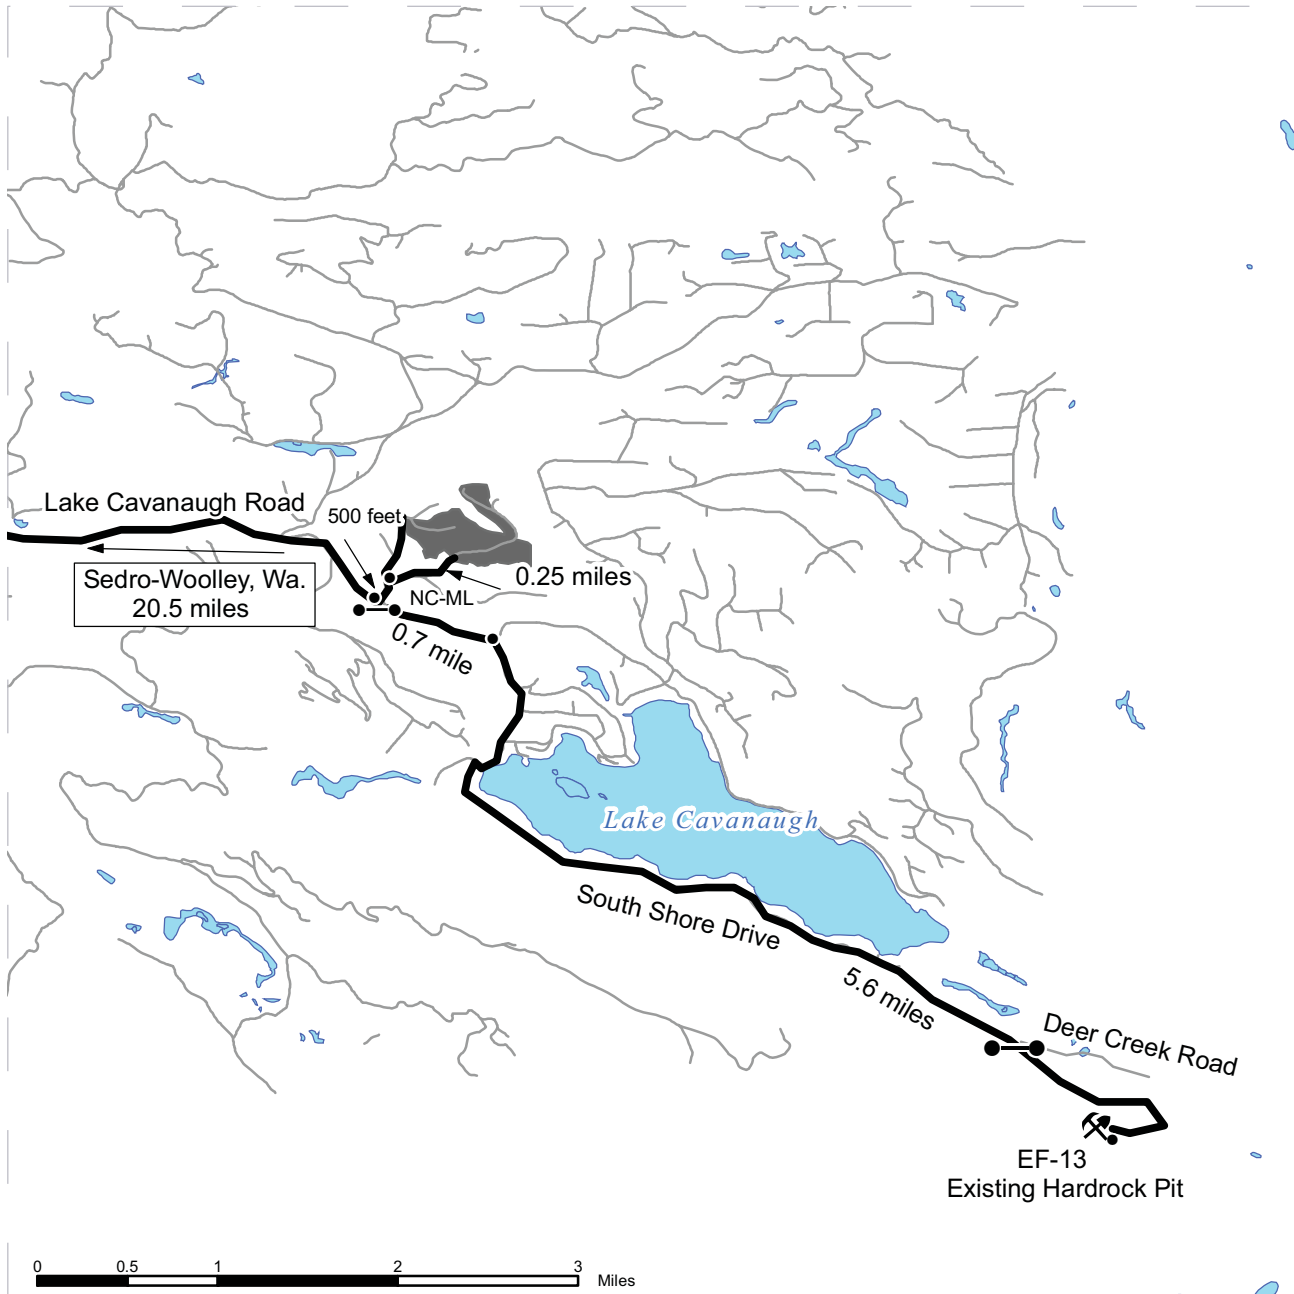 Lake Cavanaugh Road
500 feet
Sedro-Woolley, Wa.
20.5 miles
0.25 miles
NC-ML
0.7 mile
Lake Cavanaugh
South Shore Drive
5.6 miles
Deer Creek Road
EF-13
Existing Hardrock Pit
0 0.5 1 2 3
Miles